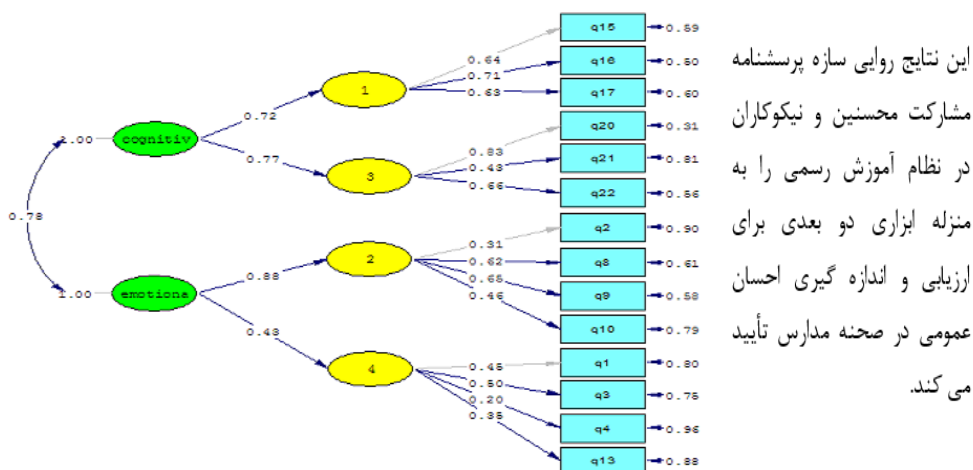 q15 0.59
0.64
q16 0.50
0.71
1
0.63
q17 0.60
0.72
1.00 cognitiv
q20 0.31
0.83
0.77
3
0.43
q21 0.81
0.66
q22 0.56
0.78
q2 0.90
0.31
2
0.62
q8 0.61
0.65
q9 0.58
0.46
q10 0.79
0.88
1.00 emotiona
0.43
q1 0.80
0.45
4
0.50
q3 0.75
0.20
q4 0.96
0.35
q13 0.88
این نتایج روایی سازه پرسشنامه
مشارکت محسنین و نیکوکاران
در نظام آموزش رسمی را به
منزله ابزاری دو بعدی برای
ارزیابی و اندازه گیری احسان
عمومی در صحنه مدارس تأیید
می کند.